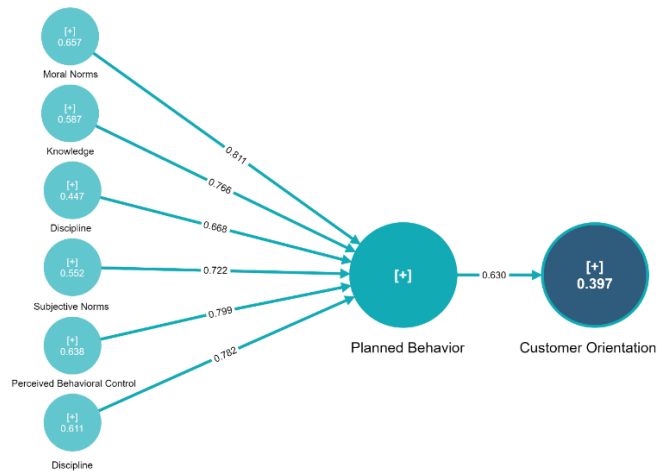 [+]
0.657
Moral Norms
[+]
0.587
Knowledge
[+]
0.447
Discipline
[+]
0.552
Subjective Norms
[+]
0.638
Perceived Behavioral Control
[+]
0.611
Discipline
0.811
0.766
0.668
0.722
0.799
0.782
[+]
Planned Behavior
0.630
[+]
0.397
Customer Orientation